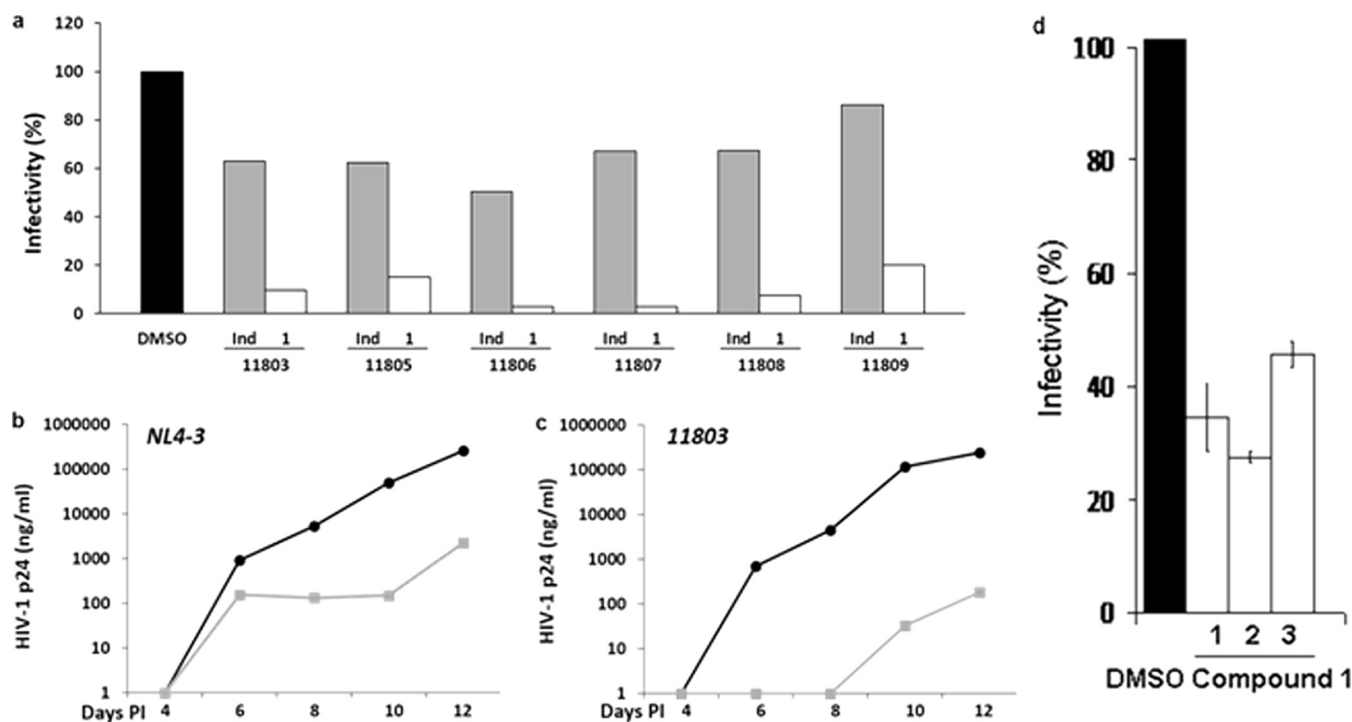 a
120
100
80
60
40
20
0
Infectivity (%)
DMSO Ind 1 Ind 1 Ind 1 Ind 1 Ind 1 Ind 1
11803 11805 11806 11807 11808 11809
b
NL4-3
1000000
100000
10000
1000
100
10
1
HIV-1 p24 (ng/ml)
Days PI 4 6 8 10 12
c
11803
1000000
100000
10000
1000
100
10
1
HIV-1 p24 (ng/ml)
Days PI 4 6 8 10 12
d
100
80
60
40
20
0
Infectivity (%)
1 2 3
DMSO Compound 1